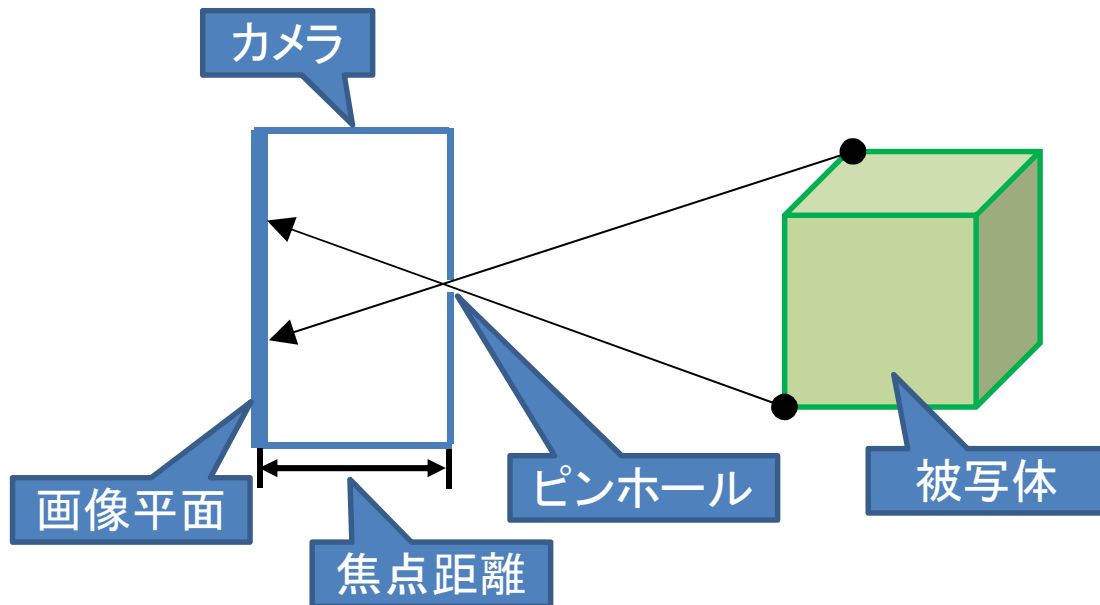 カメラ
画像平面
焦点距離
ピンホール
被写体